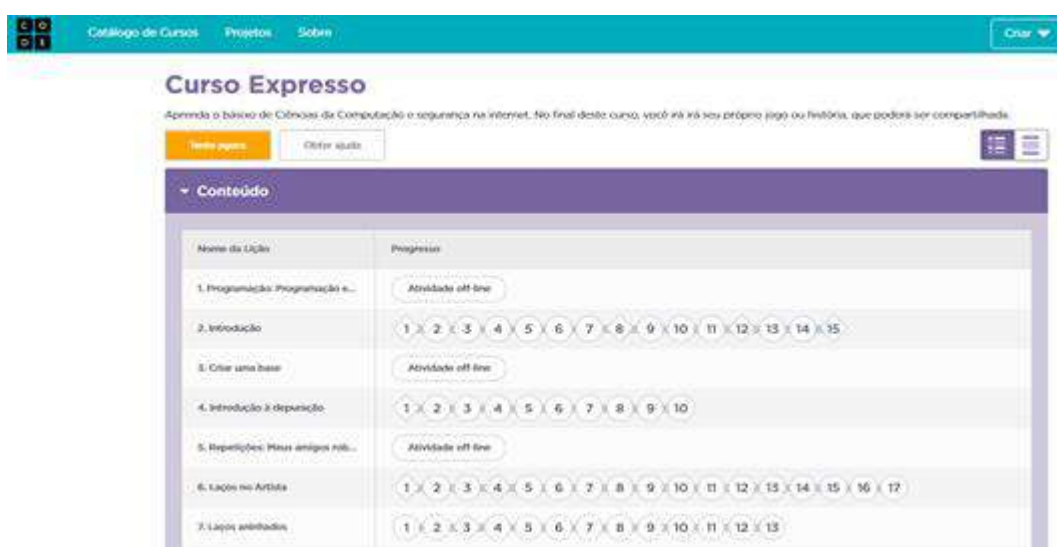 C O
D E
Catálogo de Cursos Projetos Sobre Criar
Curso Expresso
Aprenda o básico de Ciências da Computação e segurança na internet. No final deste curso, você irá irá seu próprio jogo ou história, que poderá ser compartilhada.
Tente agora Obter ajuda
Conteúdo
Nome da Lição Progresso
1. Programação: Programação e... Atividade off-line
2. Introdução 1 2 3 4 5 6 7 8 9 10 11 12 13 14 15
3. Criar uma base Atividade off-line
4. Introdução à depuração 1 2 3 4 5 6 7 8 9 10
5. Repetições: Meus amigos rob... Atividade off-line
6. Laços no Artista 1 2 3 4 5 6 7 8 9 10 11 12 13 14 15 16 17
7. Laços aninhados 1 2 3 4 5 6 7 8 9 10 11 12 13